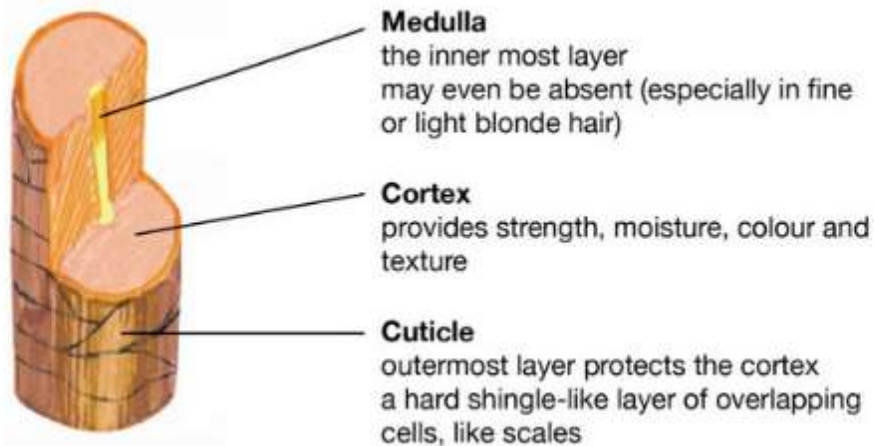 Medulla
the inner most layer
may even be absent (especially in fine
or light blonde hair)
Cortex
provides strength, moisture, colour and
texture
Cuticle
outermost layer protects the cortex
a hard shingle-like layer of overlapping
cells, like scales